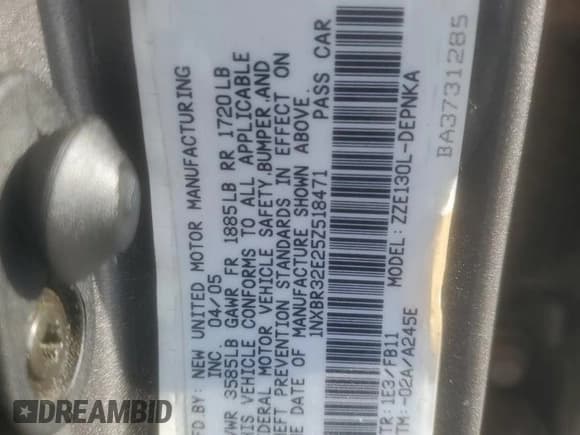 MFD BY: NEW UNITED MOTOR MANUFACTURING
INC 04/05
GVWR 3585LB GAWR FR 1885LB RR 1720LB
THIS VEHICLE CONFORMS TO ALL APPLICABLE
FEDERAL MOTOR VEHICLE SAFETY, BUMPER, AND
THEFT PREVENTION STANDARDS IN EFFECT ON
THE DATE OF MANUFACTURE SHOWN ABOVE.
1NXBR32E25Z518471 PASS CAR
C/TR: 1E3/FB11 MODEL: ZZE130L-DEPNKA
A/TM: -02A/A245E
BA3731285
DREAMBID